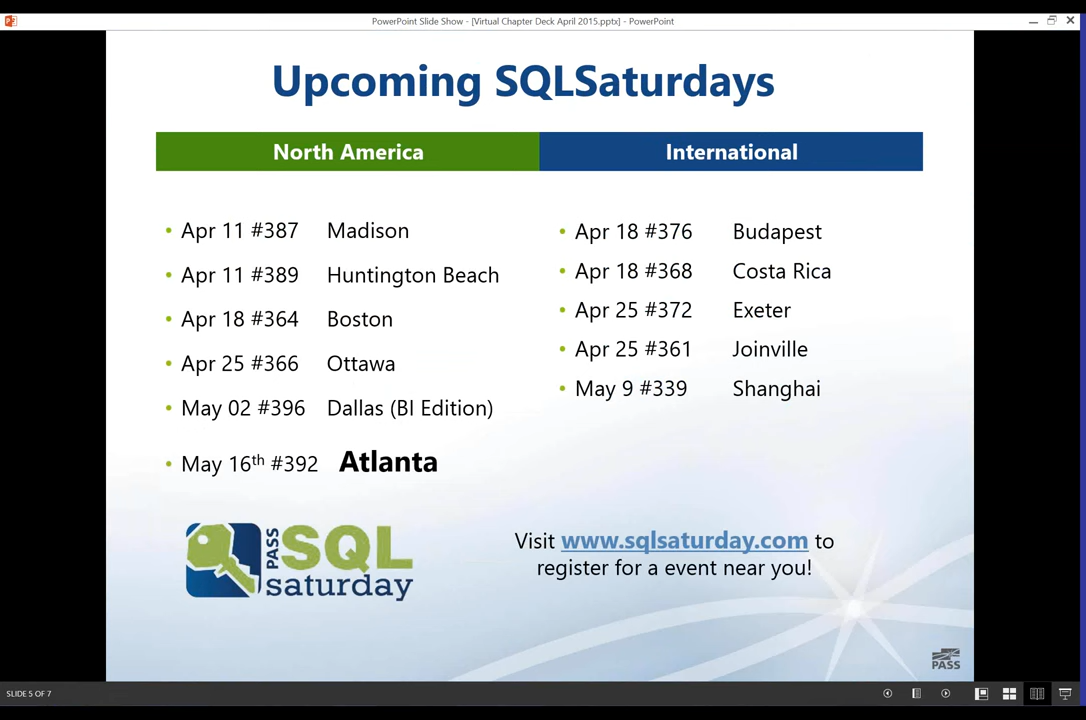 PowerPoint Slide Show - [Virtual Chapter Deck April 2015.pptx] - PowerPoint
Upcoming SQLSaturdays
North America
International
• Apr 11 #387 Madison
• Apr 11 #389 Huntington Beach
• Apr 18 #364 Boston
• Apr 25 #366 Ottawa
• May 02 #396 Dallas (BI Edition)
• May 16th #392 Atlanta
• Apr 18 #376 Budapest
• Apr 18 #368 Costa Rica
• Apr 25 #372 Exeter
• Apr 25 #361 Joinville
• May 9 #339 Shanghai
PASS SQL
saturday
Visit www.sqlsaturday.com to
register for a event near you!
PASS
SLIDE 5 OF 7